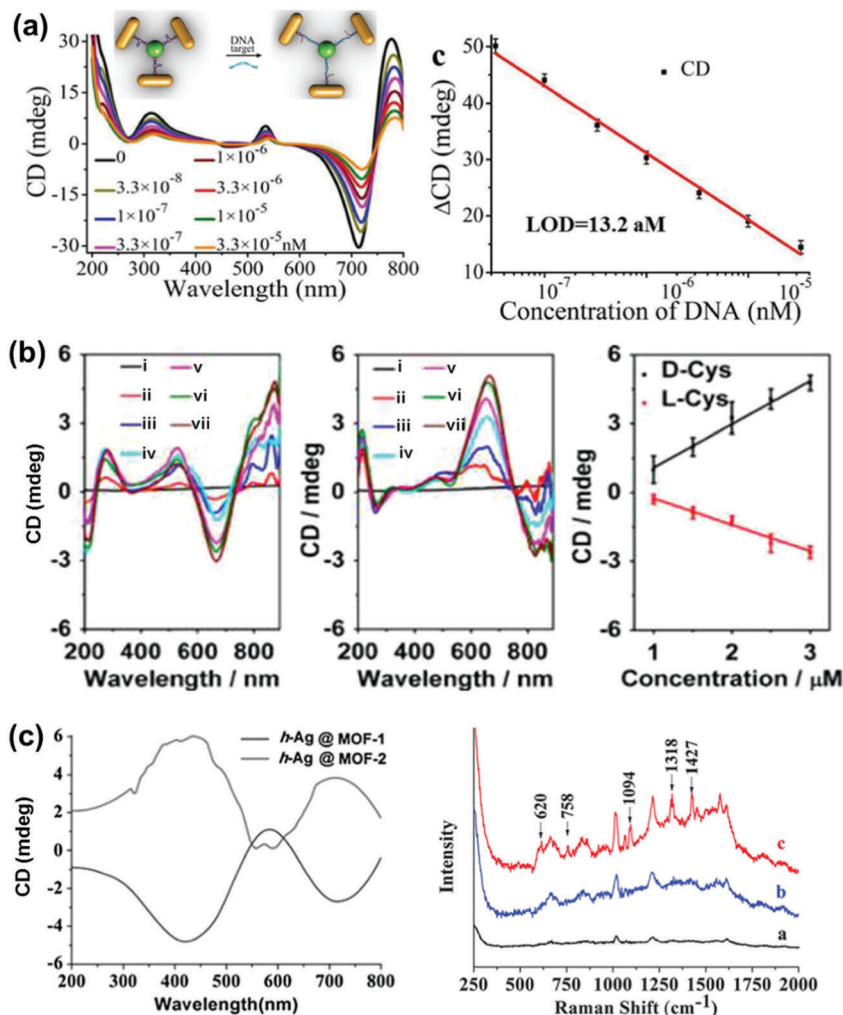 (a)
DNA
target
CD (mdeg)
30
15
0
-15
-30
0
1×10⁻⁶
3.3×10⁻⁸
3.3×10⁻⁶
1×10⁻⁷
1×10⁻⁵
3.3×10⁻⁷
3.3×10⁻⁵nM
200 300 400 500 600 700 800
Wavelength (nm)
c
CD
ΔCD (mdeg)
50
40
30
20
10
LOD=13.2 aM
10⁻⁷ 10⁻⁶ 10⁻⁵
Concentration of DNA (nM)
(b)
CD (mdeg)
6
3
0
-3
-6
i v
ii vi
iii vii
iv
200 400 600 800
Wavelength / nm
CD / mdeg
6
3
0
-3
-6
i v
ii vi
iii vii
iv
200 400 600 800
Wavelength / nm
CD / mdeg
6
3
0
-3
-6
D-Cys
L-Cys
1 2 3
Concentration / µM
(c)
CD (mdeg)
6
4
2
0
-2
-4
-6
h-Ag @ MOF-1
h-Ag @ MOF-2
200 300 400 500 600 700 800
Wavelength(nm)
Intensity
620
758
1094
1318
1427
c
b
a
250 500 750 1000 1250 1500 1750 2000
Raman Shift (cm⁻¹)